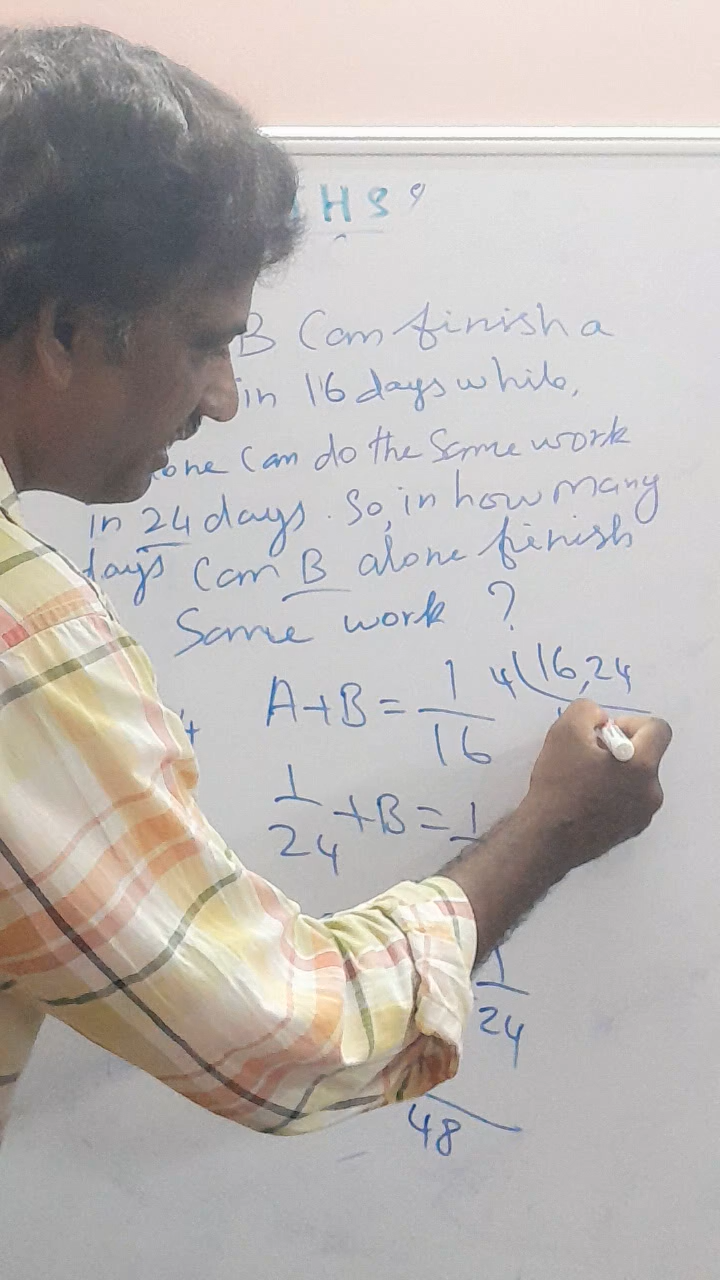 HS
B Can finish a
in 16 days while,
one Can do the Same work
in 24 days. So, in how many
days Can B alone finish
Same work ?
A+B = 1/16 4(16,24
1/24 +B = 1
1/24
48